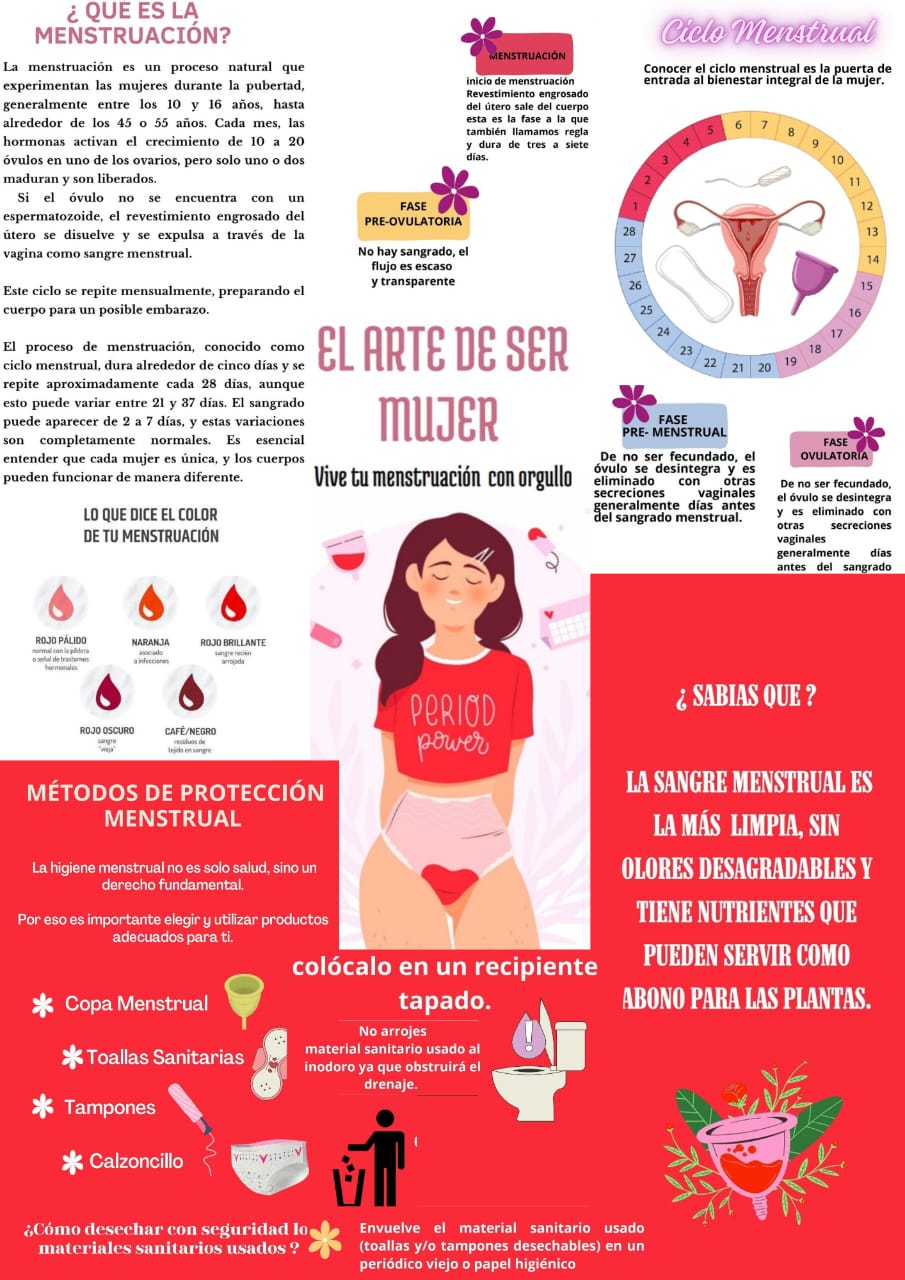 ¿ QUE ES LA
MENSTRUACIÓN?
La menstruación es un proceso natural que
experimentan las mujeres durante la pubertad,
generalmente entre los 10 y 16 años, hasta
alrededor de los 45 o 55 años. Cada mes, las
hormonas activan el crecimiento de 10 a 20
óvulos en uno de los ovarios, pero solo uno o dos
maduran y son liberados.
Si el óvulo no se encuentra con un
espermatozoide, el revestimiento engrosado del
útero se disuelve y se expulsa a través de la
vagina como sangre menstrual.
Este ciclo se repite mensualmente, preparando el
cuerpo para un posible embarazo.
El proceso de menstruación, conocido como
ciclo menstrual, dura alrededor de cinco días y se
repite aproximadamente cada 28 días, aunque
esto puede variar entre 21 y 37 días. El sangrado
puede aparecer de 2 a 7 días, y estas variaciones
son completamente normales. Es esencial
entender que cada mujer es única, y los cuerpos
pueden funcionar de manera diferente.
LO QUE DICE EL COLOR
DE TU MENSTRUACIÓN
ROJO PÁLIDO
normal con la píldora
o señal de trastornos
hormonales
NARANJA
asociado
a infecciones
ROJO BRILLANTE
sangre recién
arrojada
ROJO OSCURO
sangre
"vieja"
CAFÉ/NEGRO
residuos de
tejido en sangre
MENSTRUACIÓN
inicio de menstruación
Revestimiento engrosado
del útero sale del cuerpo
esta es la fase a la que
también llamamos regla
y dura de tres a siete
días.
FASE
PRE-OVULATORIA
No hay sangrado, el
flujo es escaso
y transparente
EL ARTE DE SER
MUJER
Vive tu menstruación con orgullo
PERIOD
power
Ciclo Menstrual
Conocer el ciclo menstrual es la puerta de
entrada al bienestar integral de la mujer.
1
2
3
4
5
6
7
8
9
10
11
12
13
14
15
16
17
18
19
20
21
22
23
24
25
26
27
28
FASE
PRE- MENSTRUAL
De no ser fecundado, el
óvulo se desintegra y es
eliminado con otras
secreciones vaginales
generalmente días antes
del sangrado menstrual.
FASE
OVULATORIA
De no ser fecundado,
el óvulo se desintegra
y es eliminado con
otras secreciones
vaginales
generalmente días
antes del sangrado
MÉTODOS DE PROTECCIÓN
MENSTRUAL
La higiene menstrual no es solo salud, sino un
derecho fundamental.
Por eso es importante elegir y utilizar productos
adecuados para ti.
Copa Menstrual
Toallas Sanitarias
Tampones
Calzoncillo
¿Cómo desechar con seguridad lo
materiales sanitarios usados ?
colócalo en un recipiente
tapado.
No arrojes
material sanitario usado al
inodoro ya que obstruirá el
drenaje.
Envuelve el material sanitario usado
(toallas y/o tampones desechables) en un
periódico viejo o papel higiénico
¿ SABIAS QUE ?
LA SANGRE MENSTRUAL ES
LA MÁS LIMPIA, SIN
OLORES DESAGRADABLES Y
TIENE NUTRIENTES QUE
PUEDEN SERVIR COMO
ABONO PARA LAS PLANTAS.